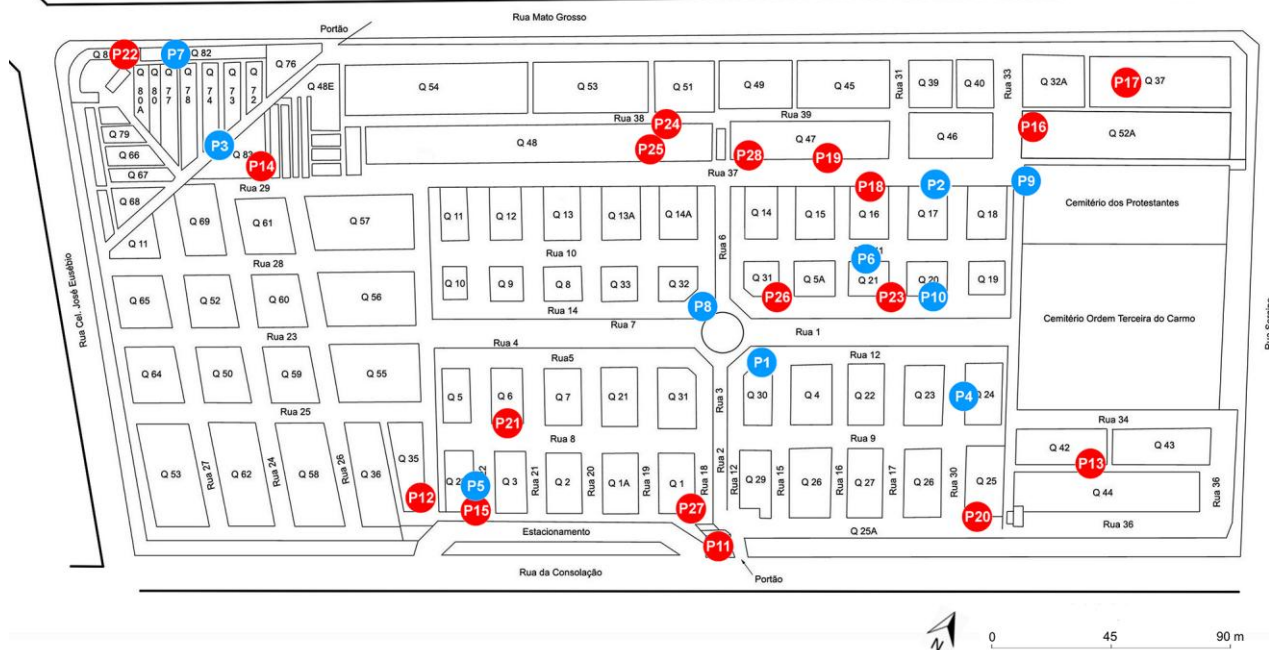 Rua Mato Grosso
Portão
Q 8 P22 P7 Q 82
Q 76
Q 80A Q 80 Q 77 Q 78 Q 74 Q 73 Q 72
Q 48E
Q 54
Q 53
Q 51
Q 49
Q 45
Rua 31
Q 39
Q 40
Rua 33
Q 32A
P17 Q 37
Q 79
Q 66
Q 67
Q 68
P3
P14
Rua 38
P24
P25
Q 48
Rua 39
Q 47
P28
P19
Q 46
P16
Q 52A
Rua 29
Rua 37
P18
P2
P9
Q 11
Q 69
Q 61
Q 57
Q 11
Q 12
Q 13
Q 13A
Q 14A
Rua 6
Q 14
Q 15
Q 16
Q 17
Q 18
Cemitério dos Protestantes
Rua 28
Rua 10
P6
Q 65
Q 52
Q 60
Q 56
Q 10
Q 9
Q 8
Q 33
Q 32
Q 31
P26
Q 5A
Q 21
P23
Q 20
P10
Q 19
Rua Cel. José Eusébio
Rua 14
P8
Cemitério Ordem Terceira do Carmo
Rua 7
Rua 1
Rua 23
Rua 4
Rua5
Rua 12
P1
Q 64
Q 50
Q 59
Q 55
Q 5
Q 6
Q 7
Q 21
Q 31
Rua 3
Q 30
Q 4
Q 22
Q 23
P4
Q 24
P21
Rua 25
Rua 8
Rua 9
Rua 34
Q 42
Q 43
P13
Q 53
Rua 27
Q 62
Rua 24
Q 58
Rua 26
Q 36
Q 35
P12
P5
P15
Q 3
Rua 21
Q 2
Rua 20
Q 1A
Rua 19
Q 1
P27
Rua 18
Rua 2
Rua 12
Q 29
Rua 15
Q 26
Rua 16
Q 27
Rua 17
Q 26
Rua 30
Q 25
P20
Q 44
Rua 36
Rua 36
Estacionamento
P11
Q 25A
Rua da Consolação
Portão
N
0 45 90 m